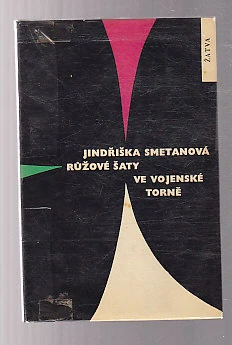 ŽATVA
JINDŘIŠKA SMETANOVÁ
RŮŽOVÉ ŠATY
VE VOJENSKÉ
TORNĚ